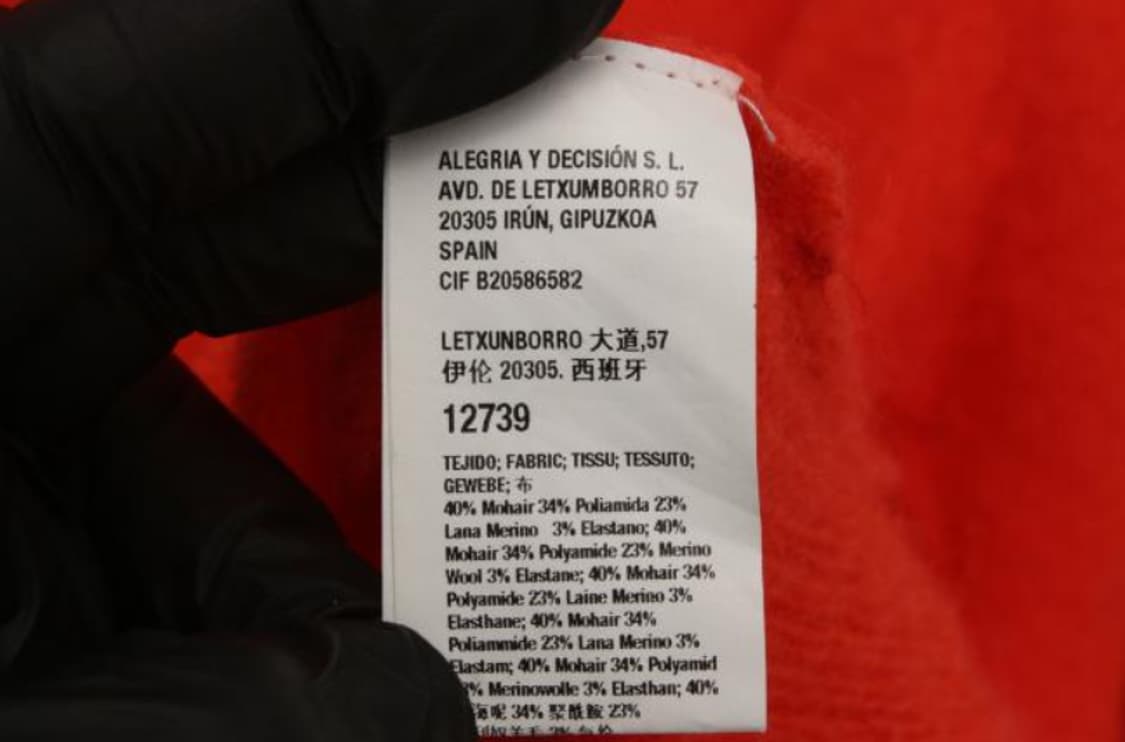 ALEGRIA Y DECISIÓN S. L.
AVD. DE LETXUMBORRO 57
20305 IRÚN, GIPUZKOA
SPAIN
CIF B20586582
LETXUNBORRO 大道,57
伊伦 20305. 西班牙
12739
TEJIDO; FABRIC; TISSU; TESSUTO;
GEWEBE; 布
40% Mohair 34% Poliamida 23%
Lana Merino 3% Elastano; 40%
Mohair 34% Polyamide 23% Merino
Wool 3% Elastane; 40% Mohair 34%
Polyamide 23% Laine Merino 3%
Elasthane; 40% Mohair 34%
Poliammide 23% Lana Merino 3%
Elastam; 40% Mohair 34% Polyamid
% Merinowolle 3% Elasthan; 40%
海呢 34% 聚酰胺 23%